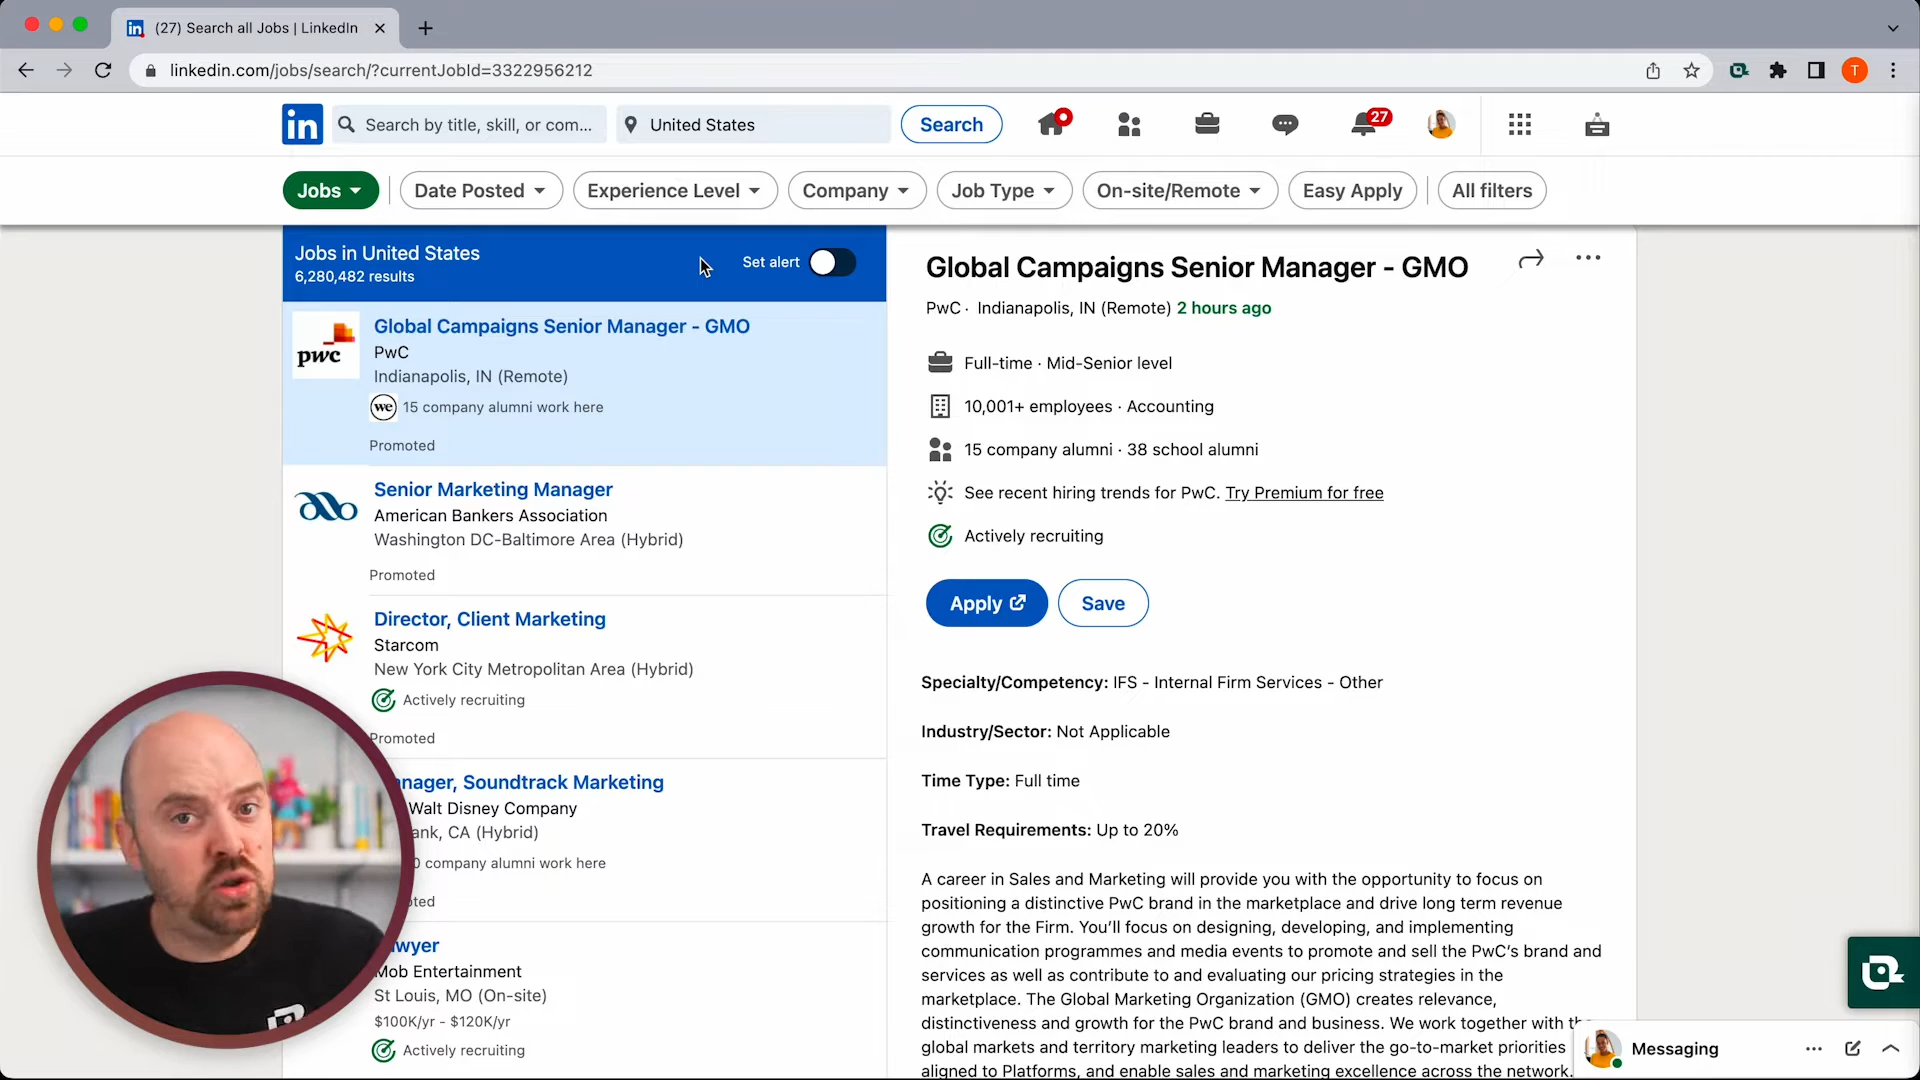 (27) Search all Jobs | LinkedIn
linkedin.com/jobs/search/?currentJobId=3322956212
T
in
Search by title, skill, or com...
United States
Search
27
Jobs
Date Posted
Experience Level
Company
Job Type
On-site/Remote
Easy Apply
All filters
Jobs in United States
6,280,482 results
Set alert
pwc
Global Campaigns Senior Manager - GMO
PwC
Indianapolis, IN (Remote)
we
15 company alumni work here
Promoted
Senior Marketing Manager
American Bankers Association
Washington DC-Baltimore Area (Hybrid)
Promoted
Director, Client Marketing
Starcom
New York City Metropolitan Area (Hybrid)
Actively recruiting
Promoted
anager, Soundtrack Marketing
Walt Disney Company
ank, CA (Hybrid)
0 company alumni work here
oted
wyer
Mob Entertainment
St Louis, MO (On-site)
$100K/yr - $120K/yr
Actively recruiting
Global Campaigns Senior Manager - GMO
PwC · Indianapolis, IN (Remote) 2 hours ago
Full-time · Mid-Senior level
10,001+ employees · Accounting
15 company alumni · 38 school alumni
See recent hiring trends for PwC. Try Premium for free
Actively recruiting
Apply
Save
Specialty/Competency: IFS - Internal Firm Services - Other
Industry/Sector: Not Applicable
Time Type: Full time
Travel Requirements: Up to 20%
A career in Sales and Marketing will provide you with the opportunity to focus on
positioning a distinctive PwC brand in the marketplace and drive long term revenue
growth for the Firm. You'll focus on designing, developing, and implementing
communication programmes and media events to promote and sell the PwC's brand and
services as well as contribute to and evaluating our pricing strategies in the
marketplace. The Global Marketing Organization (GMO) creates relevance,
distinctiveness and growth for the PwC brand and business. We work together with the
global markets and territory marketing leaders to deliver the go-to-market priorities
aligned to Platforms, and enable sales and marketing excellence across the network.
Messaging